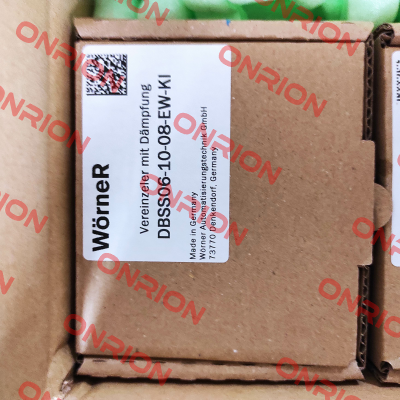 WörneR
Vereinzeler mit Dämpfung
DBSS06-10-08-EW-KI
Made in Germany
Wörner Automatisierungstechnik GmbH
73770 Denkendorf, Germany
ONRION
ONRION
ONRION
ONRION
ONRION
ONRION
ONRION
ONRION
ONRION